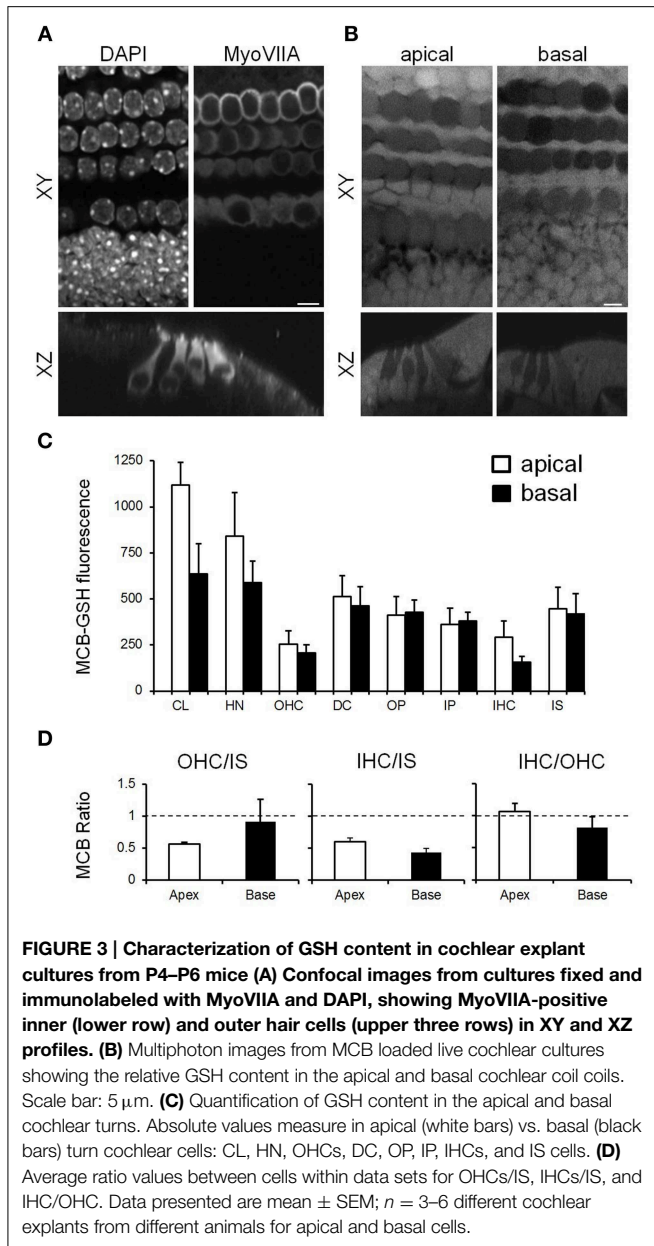 A
DAPI
MyoVIIA
XY
XZ
B
apical
basal
XY
XZ
C
MCB-GSH fluorescence
1250
1000
750
500
250
0
apical
basal
CL HN OHC DC OP IP IHC IS
D
OHC/IS IHC/IS IHC/OHC
MCB Ratio
1.5
1
0.5
0
Apex Base Apex Base Apex Base
FIGURE 3 | Characterization of GSH content in cochlear explant
cultures from P4–P6 mice (A) Confocal images from cultures fixed and
immunolabeled with MyoVIIA and DAPI, showing MyoVIIA-positive
inner (lower row) and outer hair cells (upper three rows) in XY and XZ
profiles. (B) Multiphoton images from MCB loaded live cochlear cultures
showing the relative GSH content in the apical and basal cochlear coil coils.
Scale bar: 5 μm. (C) Quantification of GSH content in the apical and basal
cochlear turns. Absolute values measure in apical (white bars) vs. basal (black
bars) turn cochlear cells: CL, HN, OHCs, DC, OP, IP, IHCs, and IS cells. (D)
Average ratio values between cells within data sets for OHCs/IS, IHCs/IS, and
IHC/OHC. Data presented are mean ± SEM; n = 3–6 different cochlear
explants from different animals for apical and basal cells.